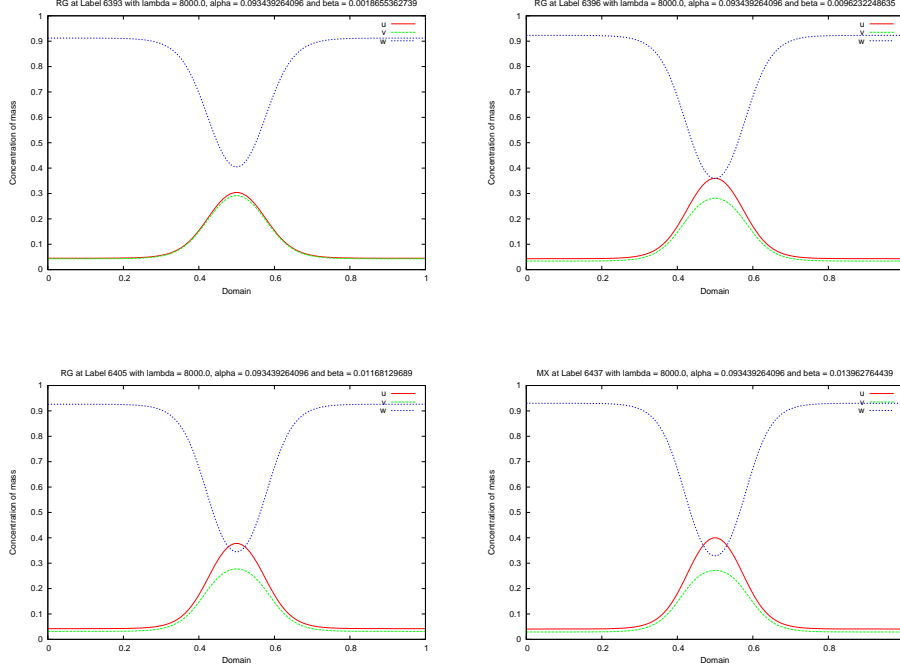 RG at Label 6393 with lambda = 8000.0, alpha = 0.093439264096 and beta = 0.0018655362739
u
v
w
Concentration of mass
1
0.9
0.8
0.7
0.6
0.5
0.4
0.3
0.2
0.1
0
0 0.2 0.4 0.6 0.8 1
Domain
RG at Label 6396 with lambda = 8000.0, alpha = 0.093439264096 and beta = 0.0096232248635
u
v
w
Concentration of mass
1
0.9
0.8
0.7
0.6
0.5
0.4
0.3
0.2
0.1
0
0 0.2 0.4 0.6 0.8
Domain
RG at Label 6405 with lambda = 8000.0, alpha = 0.093439264096 and beta = 0.01168129689
u
v
w
Concentration of mass
1
0.9
0.8
0.7
0.6
0.5
0.4
0.3
0.2
0.1
0
0 0.2 0.4 0.6 0.8 1
Domain
MX at Label 6437 with lambda = 8000.0, alpha = 0.093439264096 and beta = 0.013962764439
u
v
w
Concentration of mass
1
0.9
0.8
0.7
0.6
0.5
0.4
0.3
0.2
0.1
0
0 0.2 0.4 0.6 0.8
Domain